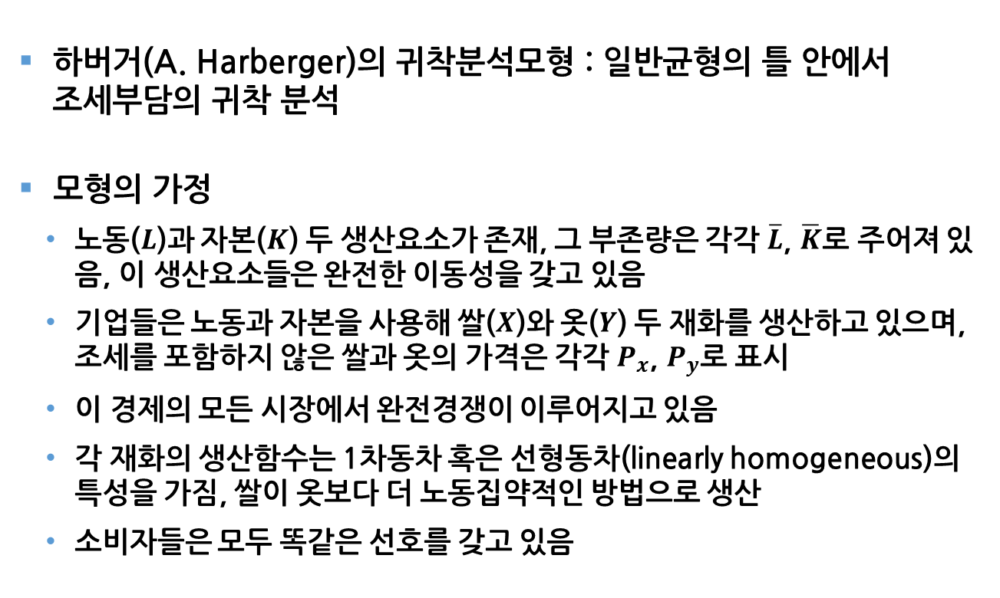 ▪ 하버거(A. Harberger)의 귀착분석모형 : 일반균형의 틀 안에서
조세부담의 귀착 분석
▪ 모형의 가정
• 노동(L)과 자본(K) 두 생산요소가 존재, 그 부존량은 각각 L̅, K̅로 주어져 있
음, 이 생산요소들은 완전한 이동성을 갖고 있음
• 기업들은 노동과 자본을 사용해 쌀(X)와 옷(Y) 두 재화를 생산하고 있으며,
조세를 포함하지 않은 쌀과 옷의 가격은 각각 Pₓ, P_y로 표시
• 이 경제의 모든 시장에서 완전경쟁이 이루어지고 있음
• 각 재화의 생산함수는 1차동차 혹은 선형동차(linearly homogeneous)의
특성을 가짐, 쌀이 옷보다 더 노동집약적인 방법으로 생산
• 소비자들은 모두 똑같은 선호를 갖고 있음